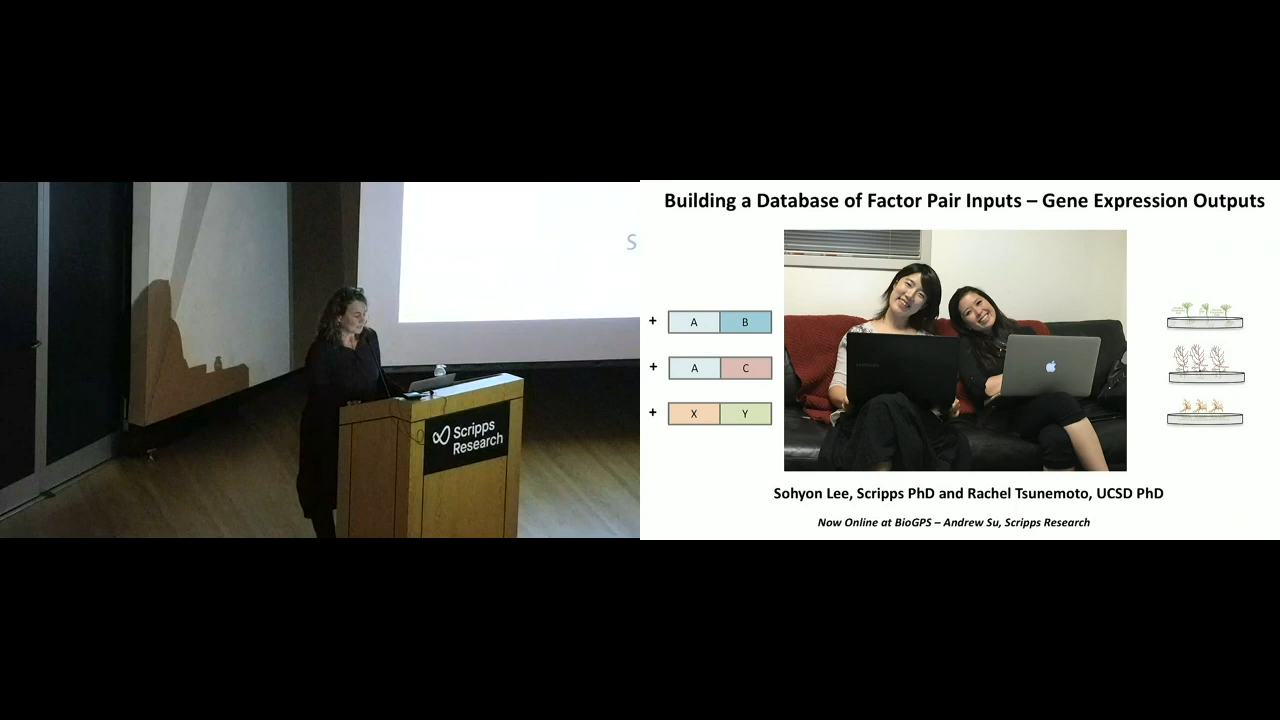 S
Scripps
Research
Building a Database of Factor Pair Inputs – Gene Expression Outputs
+ A B
+ A C
+ X Y
Sohyon Lee, Scripps PhD and Rachel Tsunemoto, UCSD PhD
Now Online at BioGPS – Andrew Su, Scripps Research